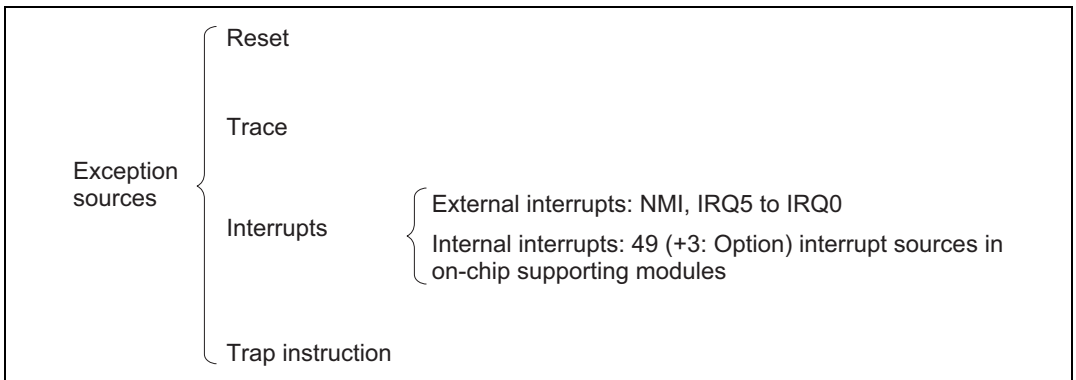 Reset
Trace
Exception
sources
Interrupts
External interrupts: NMI, IRQ5 to IRQ0
Internal interrupts: 49 (+3: Option) interrupt sources in
on-chip supporting modules
Trap instruction